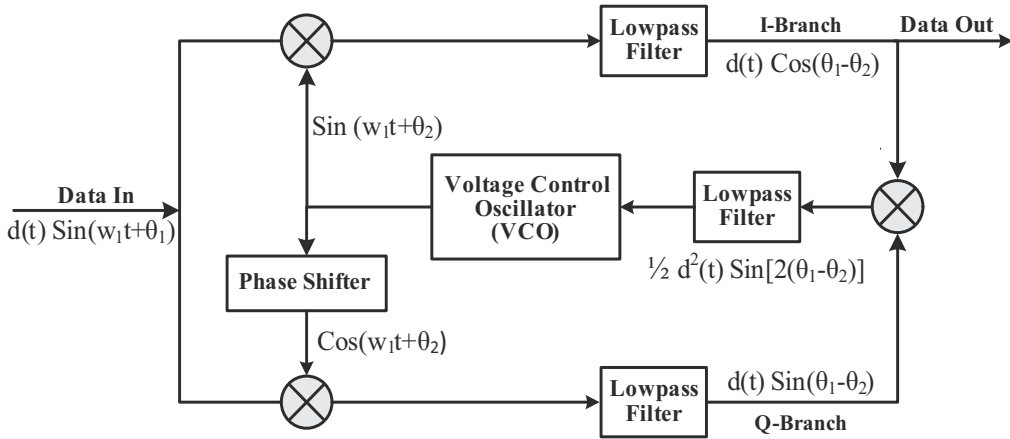 Lowpass
Filter
I-Branch
Data Out
d(t) Cos(θ₁-θ₂)
Sin (w₁t+θ₂)
Data In
d(t) Sin(w₁t+θ₁)
Voltage Control
Oscillator
(VCO)
Lowpass
Filter
½ d²(t) Sin[2(θ₁-θ₂)]
Phase Shifter
Cos(w₁t+θ₂)
Lowpass
Filter
d(t) Sin(θ₁-θ₂)
Q-Branch